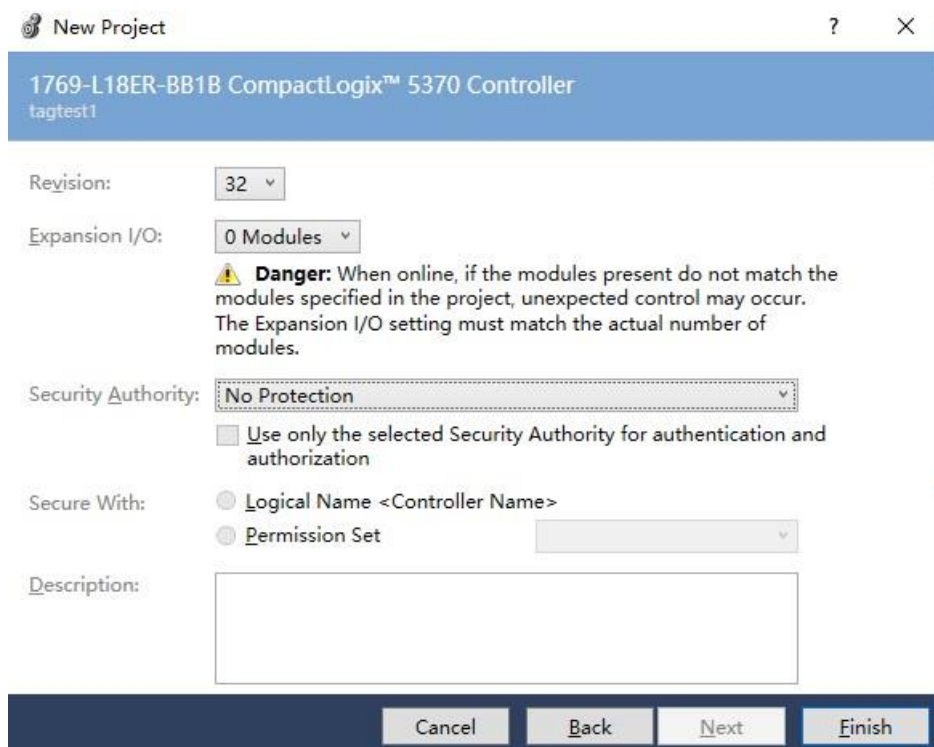 New Project
?
1769-L18ER-BB1B CompactLogix™ 5370 Controller
tagtest1
Revision: 32
Expansion I/O: 0 Modules
Danger: When online, if the modules present do not match the
modules specified in the project, unexpected control may occur.
The Expansion I/O setting must match the actual number of
modules.
Security Authority: No Protection
Use only the selected Security Authority for authentication and
authorization
Secure With: Logical Name <Controller Name>
Permission Set
Description:
Cancel Back Next Finish